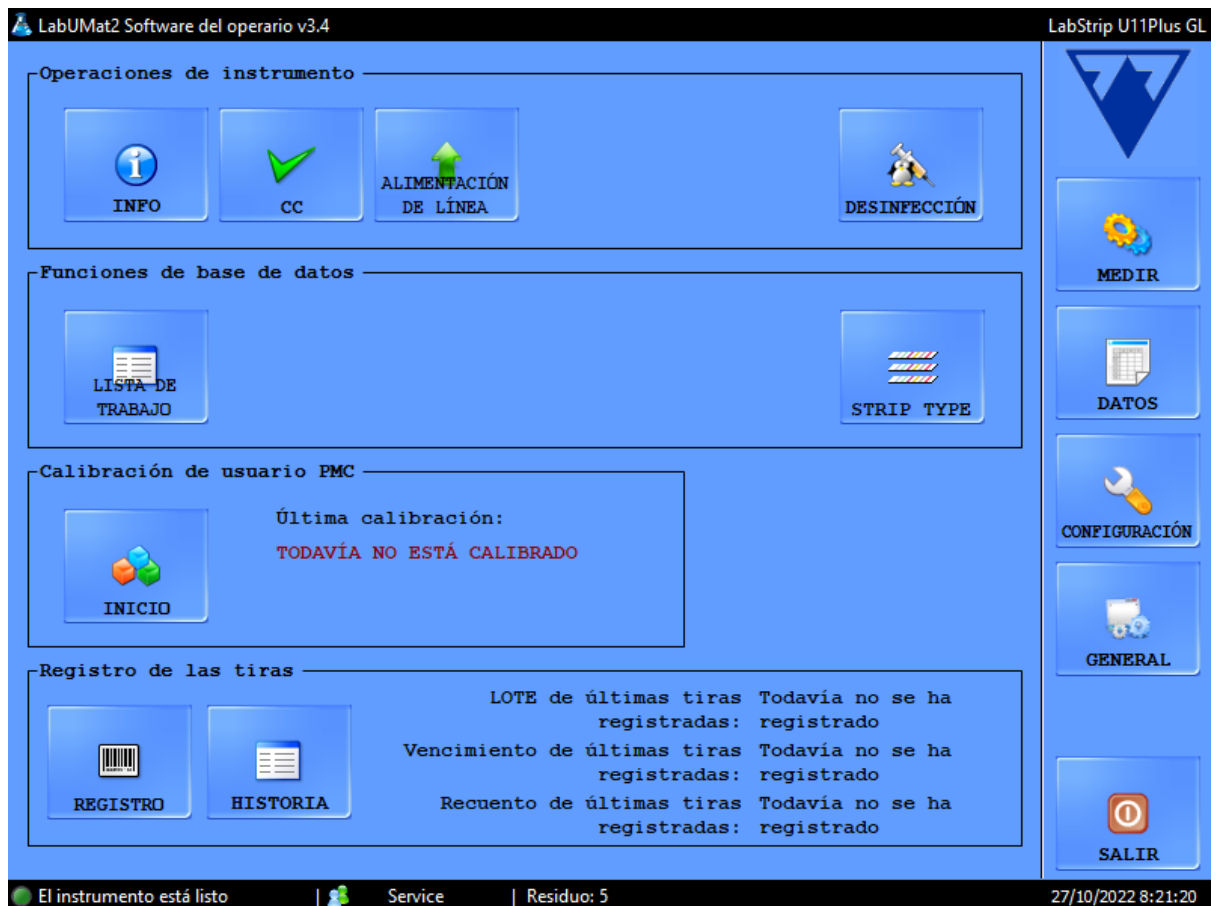 LabUMat2 Software del operario v3.4
LabStrip U11Plus GL
Operaciones de instrumento
INFO
CC
ALIMENTACIÓN
DE LÍNEA
DESINFECCIÓN
Funciones de base de datos
LISTA DE
TRABAJO
STRIP TYPE
Calibración de usuario PMC
INICIO
Última calibración:
TODAVÍA NO ESTÁ CALIBRADO
Registro de las tiras
REGISTRO
HISTORIA
LOTE de últimas tiras Todavía no se ha
registradas: registrado
Vencimiento de últimas tiras Todavía no se ha
registradas: registrado
Recuento de últimas tiras Todavía no se ha
registradas: registrado
MEDIR
DATOS
CONFIGURACIÓN
GENERAL
SALIR
El instrumento está listo | Service | Residuo: 5
27/10/2022 8:21:20